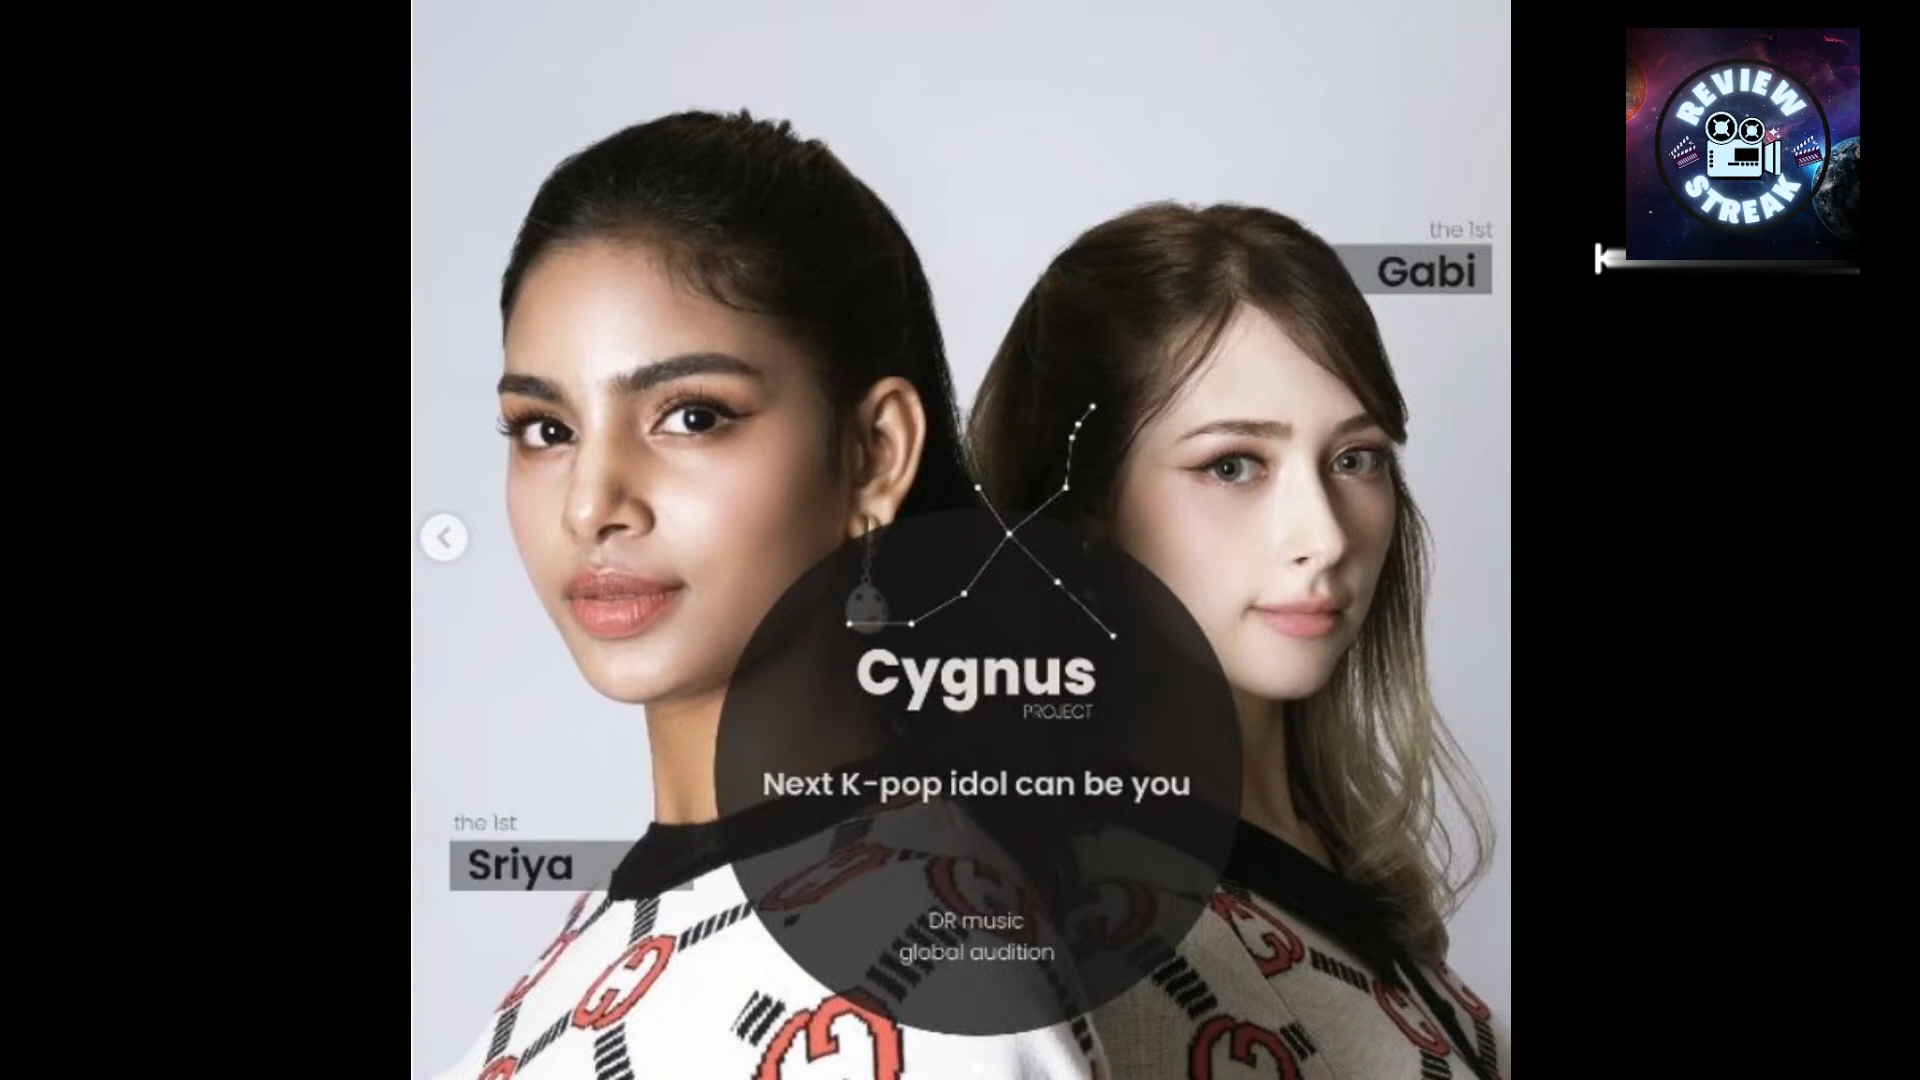 REVIEW
STREAK
the 1st
Gabi
Cygnus
PROJECT
Next K-pop idol can be you
the 1st
Sriya
DR music
global audition